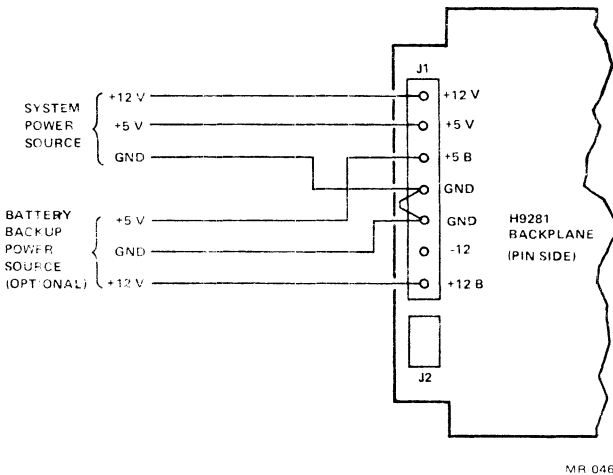 J1
SYSTEM
POWER
SOURCE
+12 V
+5 V
GND
BATTERY
BACKUP
POWER
SOURCE
(OPTIONAL)
+5 V
GND
+12 V
+12 V
+5 V
+5 B
GND
GND
-12
+12 B
H9281
BACKPLANE
(PIN SIDE)
J2
MR 046